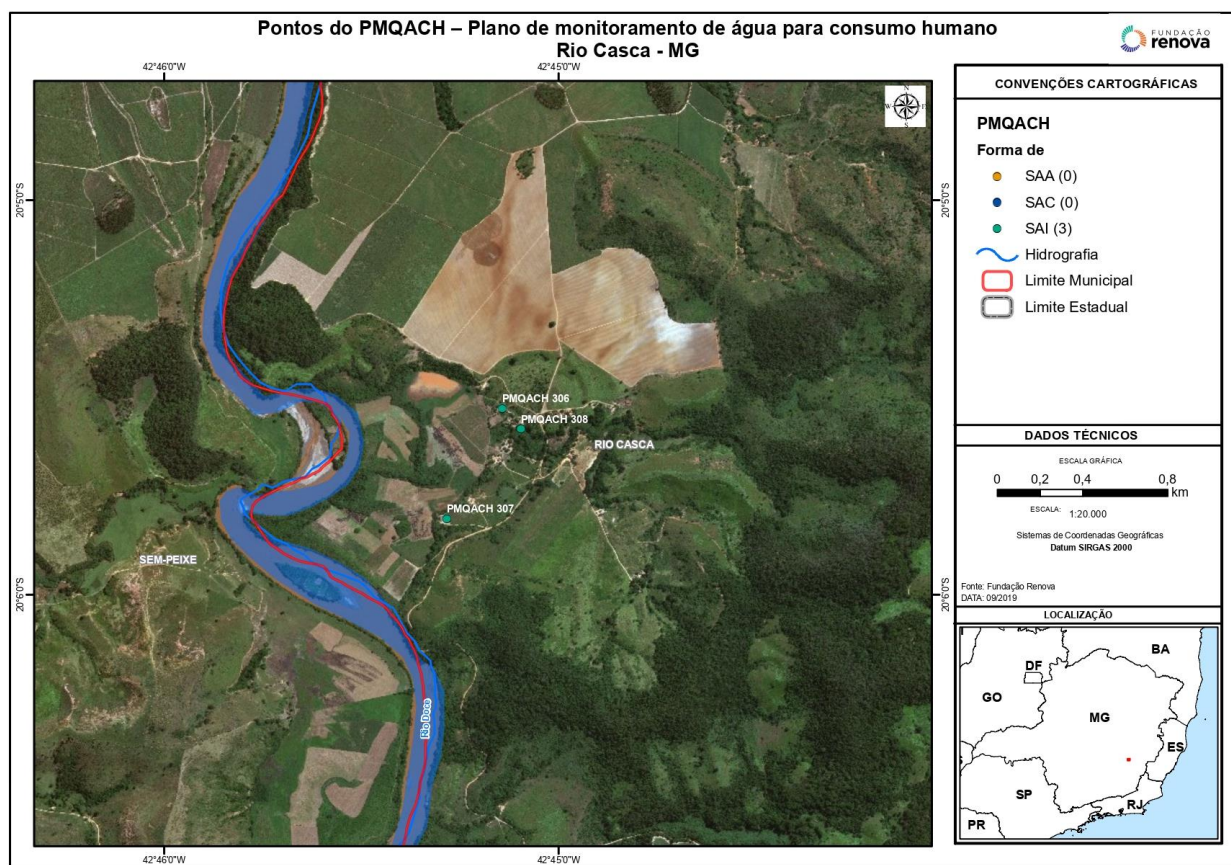 Pontos do PMQACH – Plano de monitoramento de água para consumo humano
Rio Casca - MG
FUNDAÇÃO
renova
42°46'0"W
42°45'0"W
20°5'0"S
20°5'0"S
N
W
E
S
PMQACH 306
PMQACH 308
RIO CASCA
PMQACH 307
SEM-PEIXE
20°6'0"S
20°6'0"S
Rio Doce
42°46'0"W
42°45'0"W
CONVENÇÕES CARTOGRÁFICAS
PMQACH
Forma de
SAA (0)
SAC (0)
SAI (3)
Hidrografia
Limite Municipal
Limite Estadual
DADOS TÉCNICOS
ESCALA GRÁFICA
0 0,2 0,4 0,8
km
ESCALA: 1:20.000
Sistemas de Coordenadas Geográficas
Datum SIRGAS 2000
Fonte: Fundação Renova
DATA: 09/2019
LOCALIZAÇÃO
BA
DF
GO
MG
ES
SP
RJ
PR